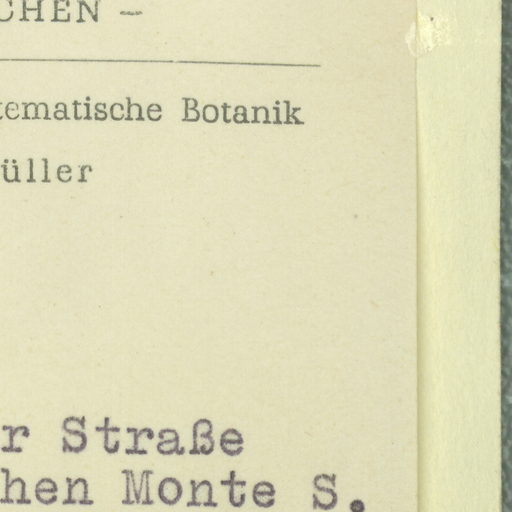 CHEN –
tematische Botanik
üller
r Straße
hen Monte S.